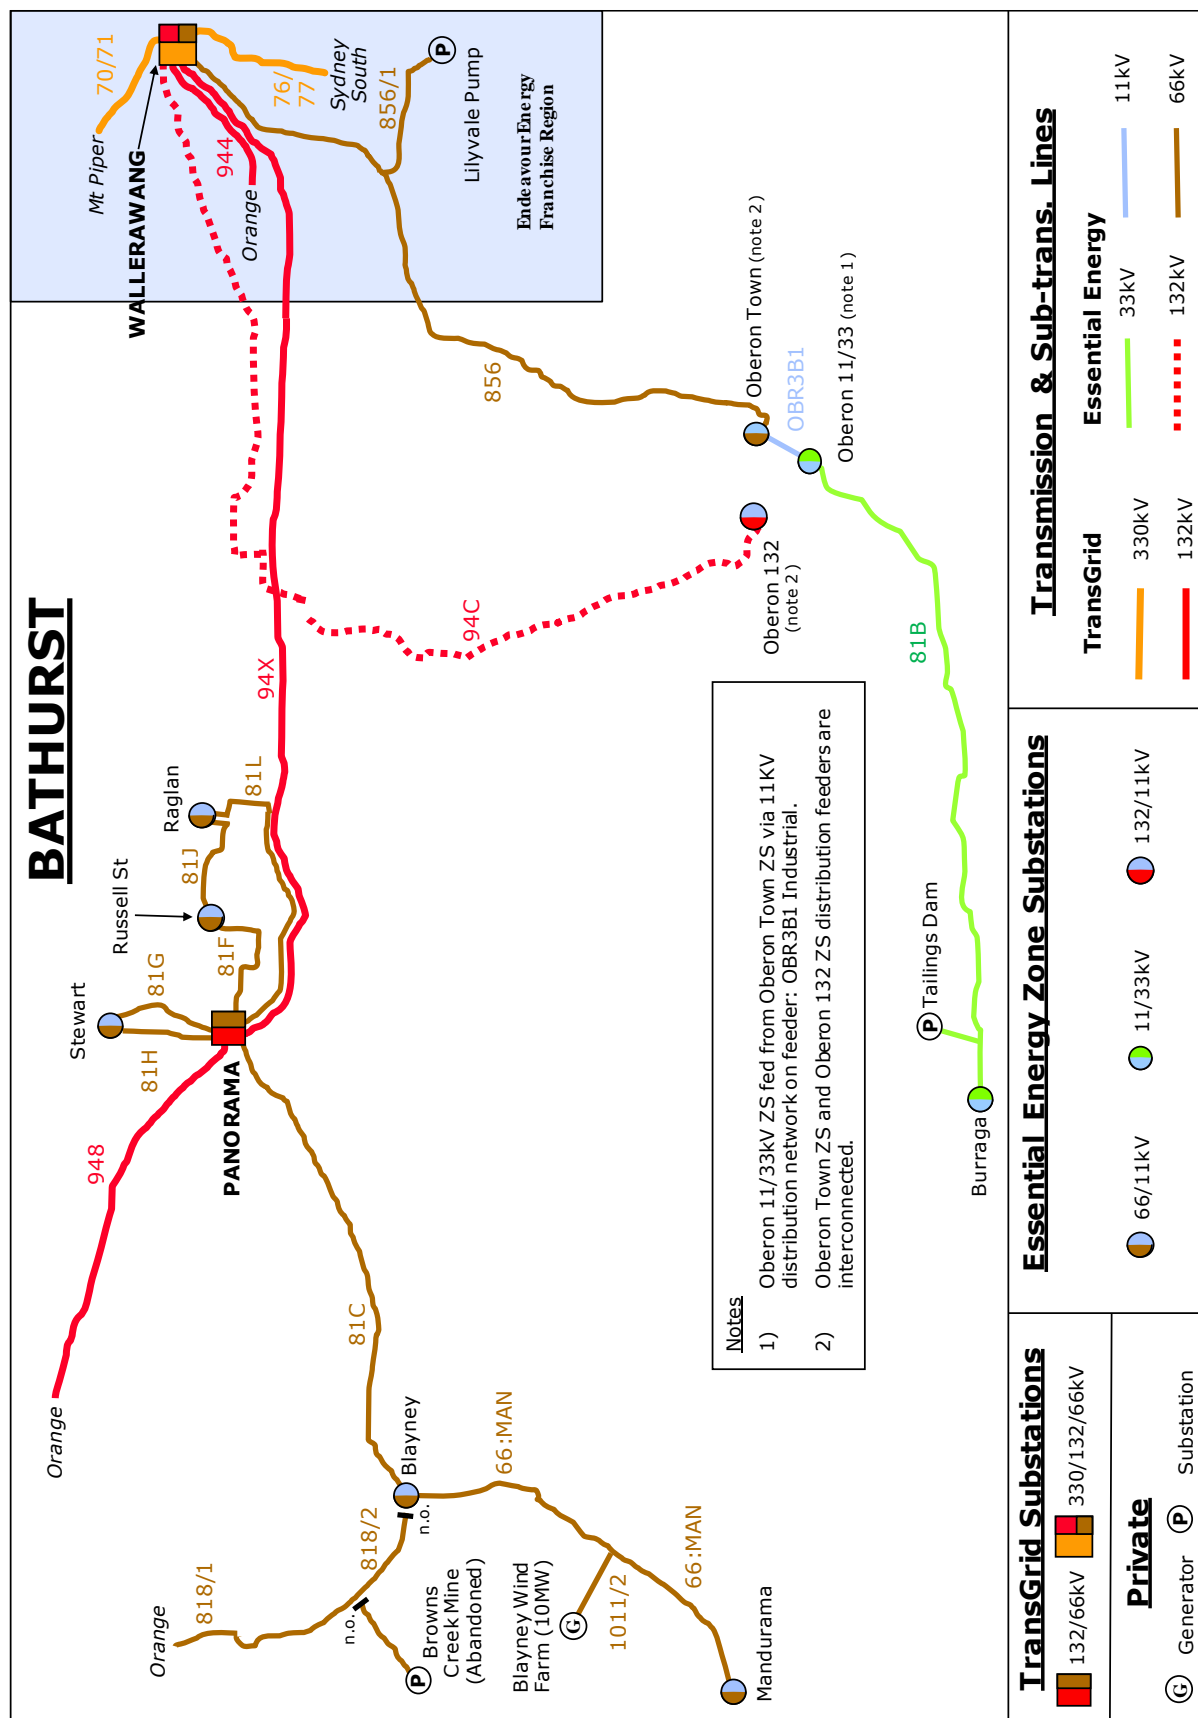 BATHURST
Orange
948
Stewart
81G
81H
Russell St
Raglan
81J
81F
81L
PANORAMA
94X
Mt Piper
70/71
WALLERAWANG
944
Orange
76/
77
Sydney
South
856/1
Lilyvale Pump
Endeavour Energy
Franchise Region
856
94C
Orange
818/1
818/2
81C
n.o.
n.o.
Blayney
Browns
Creek Mine
(Abandoned)
P
P
66:MAN
Blayney Wind
Farm (10MW)
G
1011/2
66:MAN
Mandurama
Oberon Town (note 2)
OBR3B1
Oberon 11/33 (note 1)
Oberon 132
(note 2)
81B
P
Tailings Dam
Burraga
Notes
1) Oberon 11/33kV ZS fed from Oberon Town ZS via 11KV
distribution network on feeder: OBR3B1 Industrial.
2) Oberon Town ZS and Oberon 132 ZS distribution feeders are
interconnected.
TransGrid Substations
132/66kV
330/132/66kV
Private
G Generator
P Substation
Essential Energy Zone Substations
66/11kV
11/33kV
132/11kV
Transmission & Sub-trans. Lines
TransGrid
Essential Energy
330kV
33kV
11kV
132kV
132kV
66kV